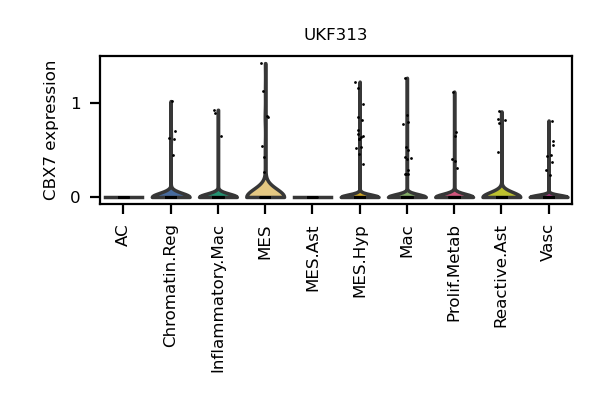 UKF313
CBX7 expression
1
0
AC
Chromatin.Reg
Inflammatory.Mac
MES
MES.Ast
MES.Hyp
Mac
Prolif.Metab
Reactive.Ast
Vasc